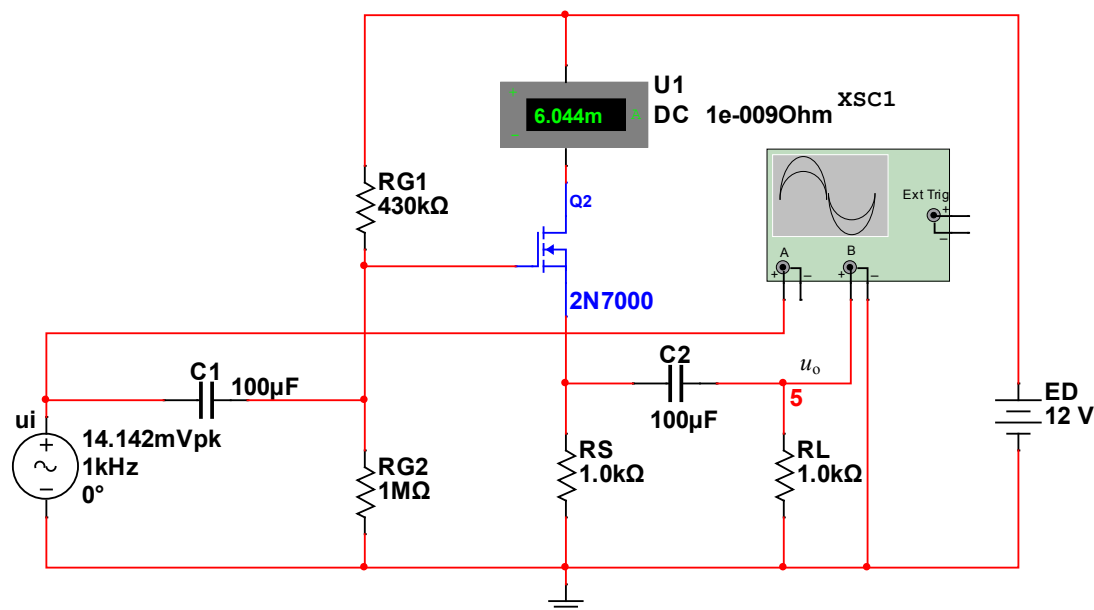 U1
DC 1e-009Ohm
XSC1
+
6.044m
A
-
Ext Trig
+
-
A
B
+ -
+ -
RG1
430kΩ
Q2
2N7000
C1
100µF
C2
100µF
uo
5
ED
12 V
ui
+
-
14.142mVpk
1kHz
0°
RG2
1MΩ
RS
1.0kΩ
RL
1.0kΩ